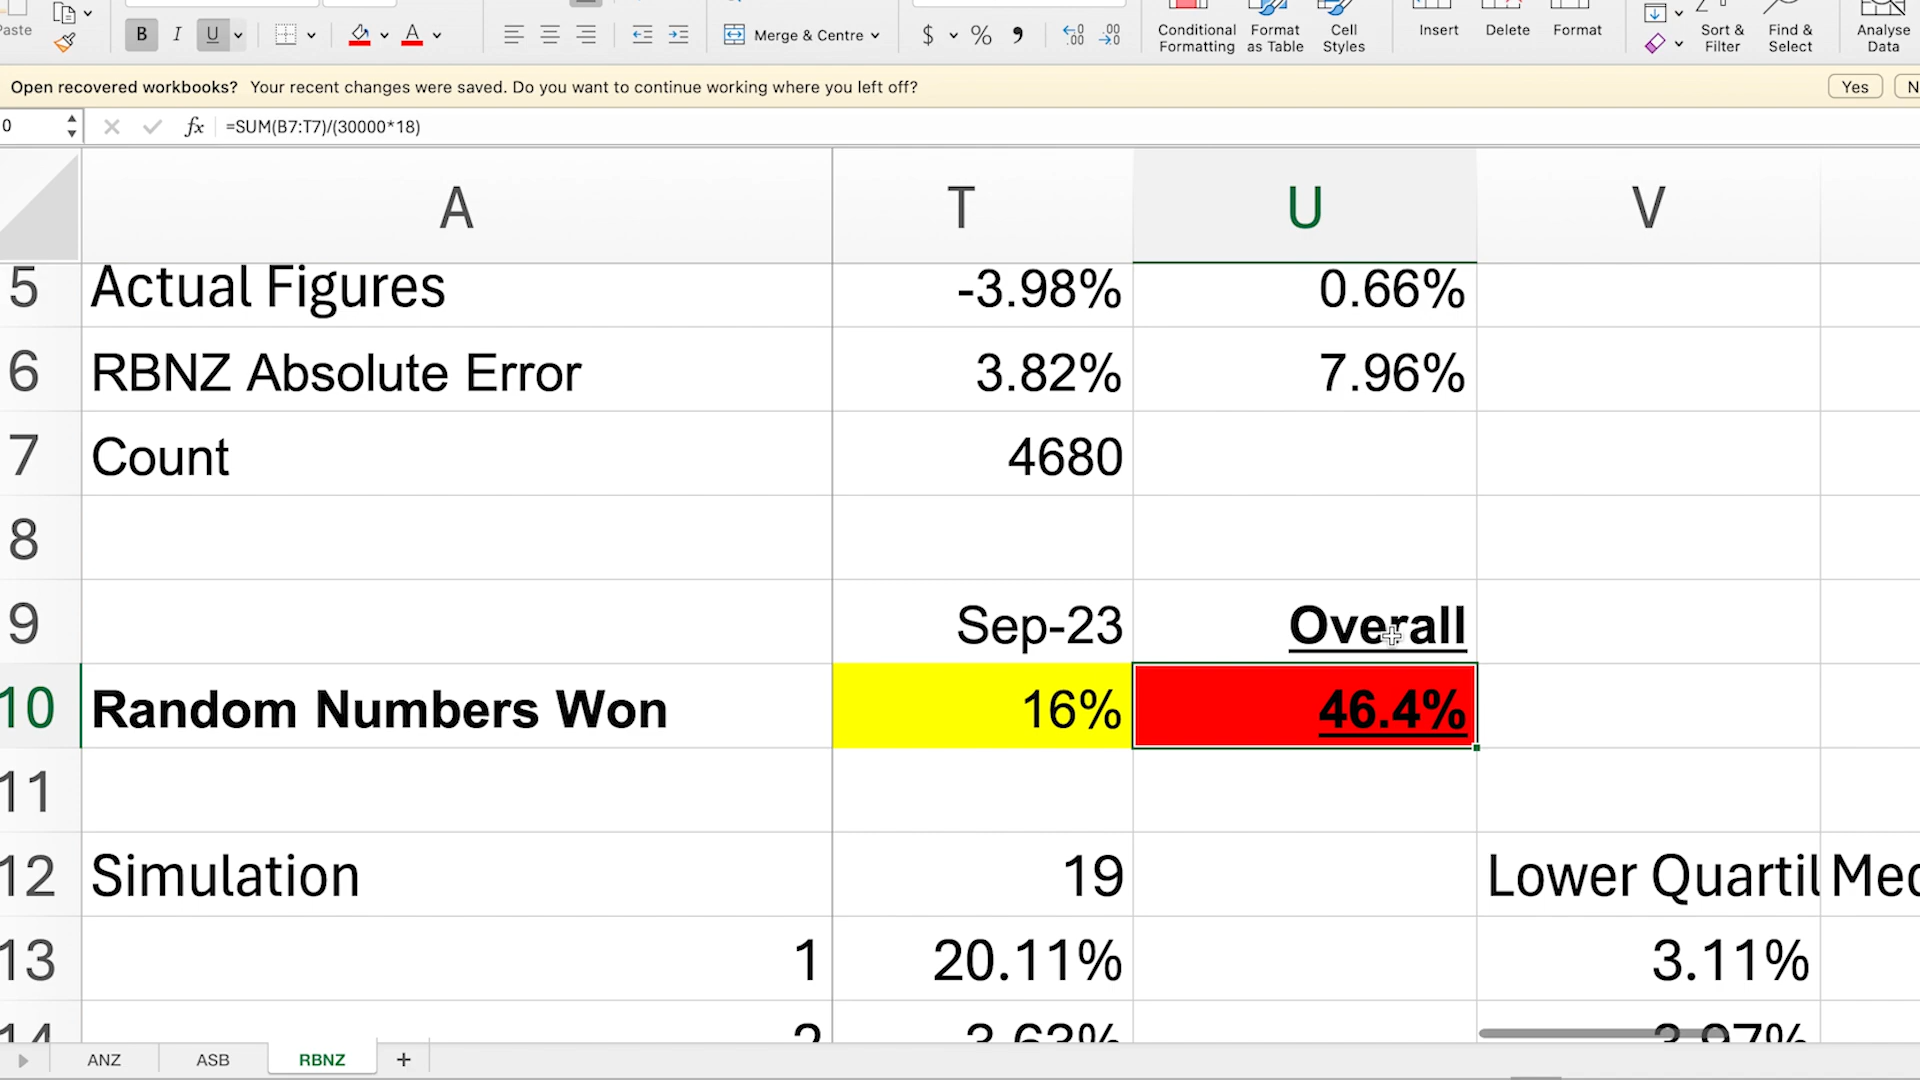 Paste
B I U A Merge & Centre $ % Conditional Formatting Format as Table Cell Styles Insert Delete Format Sort & Filter Find & Select Analyse Data
Open recovered workbooks? Your recent changes were saved. Do you want to continue working where you left off? Yes N
0 fx =SUM(B7:T7)/(30000*18)
A T U V
5 Actual Figures -3.98% 0.66%
6 RBNZ Absolute Error 3.82% 7.96%
7 Count 4680
8
9 Sep-23 Overall
10 Random Numbers Won 16% 46.4%
11
12 Simulation 19 Lower Quartil Med
13 1 20.11% 3.11%
14 2 3.63% 3.97%
ANZ ASB RBNZ +